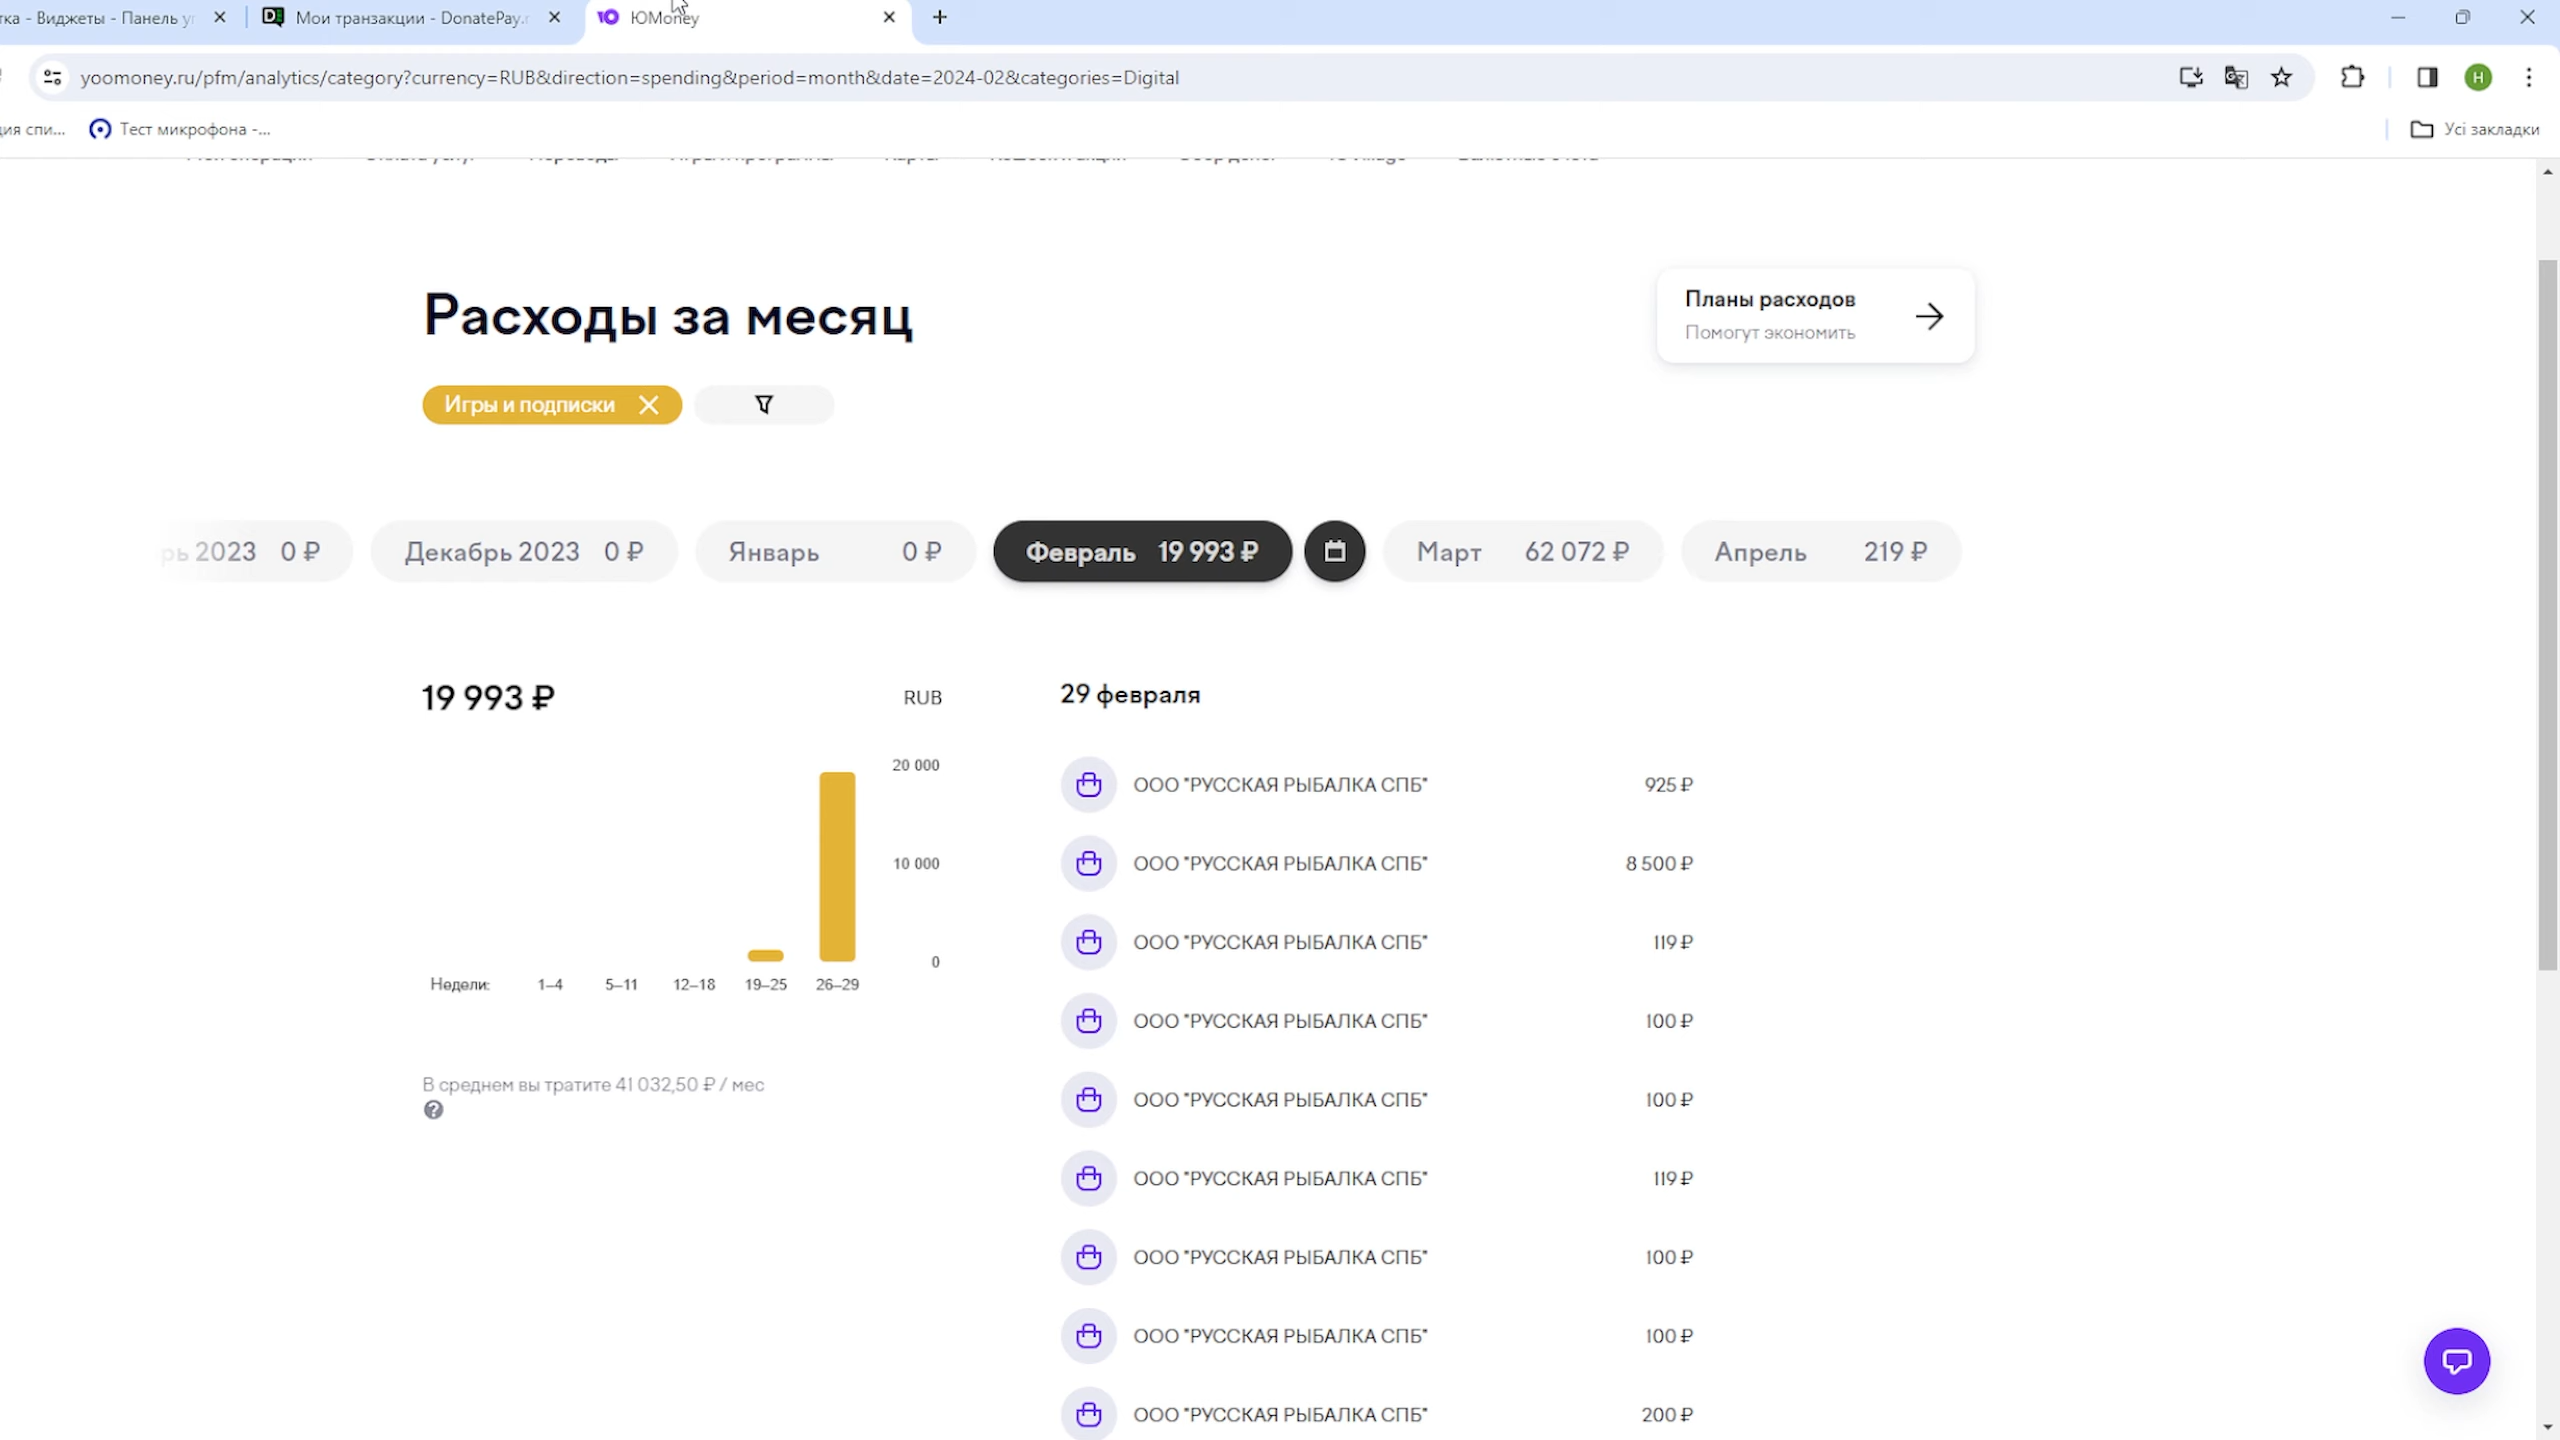 тка - Виджеты - Панель у
Мои транзакции - DonatePay.r
ЮMoney
yoomoney.ru/pfm/analytics/category?currency=RUB&direction=spending&period=month&date=2024-02&categories=Digital
ция спи...
Тест микрофона -...
Усі закладки
Расходы за месяц
Планы расходов
Помогут экономить
Игры и подписки
рь 2023 0 ₽
Декабрь 2023 0 ₽
Январь 0 ₽
Февраль 19 993 ₽
Март 62 072 ₽
Апрель 219 ₽
19 993 ₽
RUB
20 000
10 000
0
Недели: 1–4 5–11 12–18 19–25 26–29
В среднем вы тратите 41 032,50 ₽ / мес
29 февраля
ООО "РУССКАЯ РЫБАЛКА СПБ" 925 ₽
ООО "РУССКАЯ РЫБАЛКА СПБ" 8 500 ₽
ООО "РУССКАЯ РЫБАЛКА СПБ" 119 ₽
ООО "РУССКАЯ РЫБАЛКА СПБ" 100 ₽
ООО "РУССКАЯ РЫБАЛКА СПБ" 100 ₽
ООО "РУССКАЯ РЫБАЛКА СПБ" 119 ₽
ООО "РУССКАЯ РЫБАЛКА СПБ" 100 ₽
ООО "РУССКАЯ РЫБАЛКА СПБ" 100 ₽
ООО "РУССКАЯ РЫБАЛКА СПБ" 200 ₽